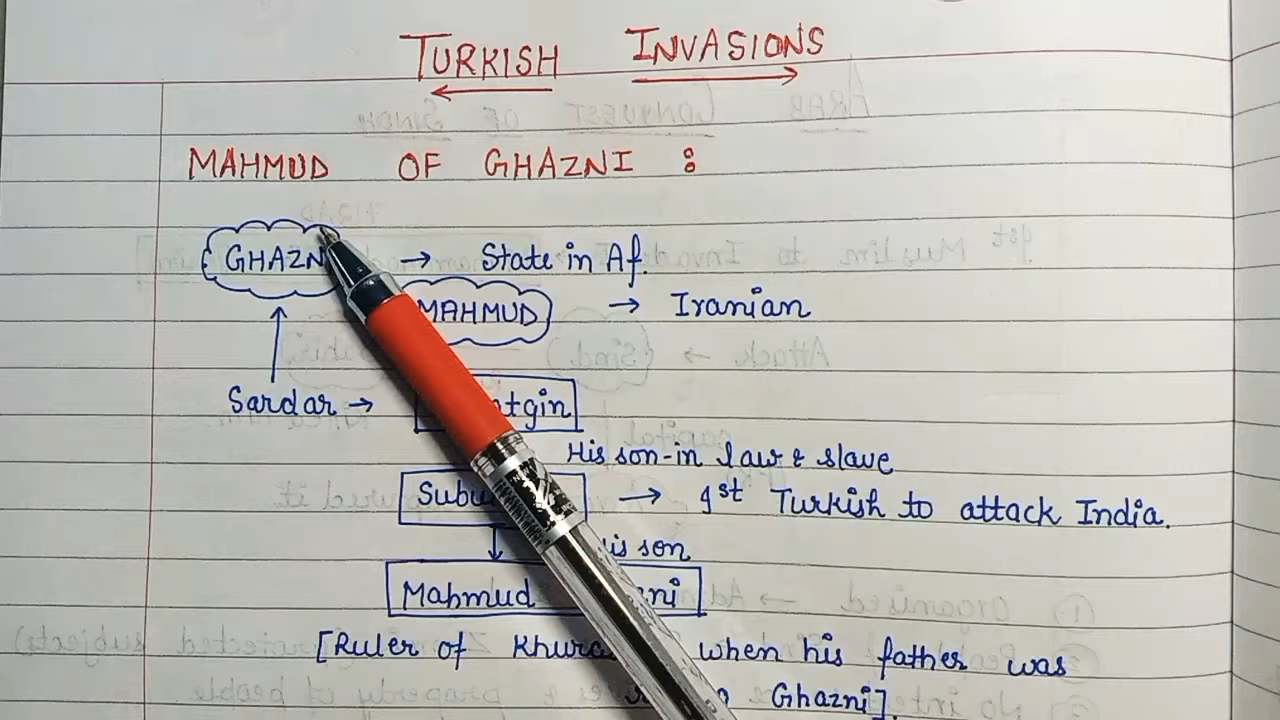 TURKISH INVASIONS
MAHMUD OF GHAZNI :
GHAZN → State in Af.
MAHMUD → Iranian
Sardar → tgin
His son-in law & slave
Subu → 1st Turkish to attack India.
is son
Mahmud ni
[Ruler of Khura when his father was
Ghazni].